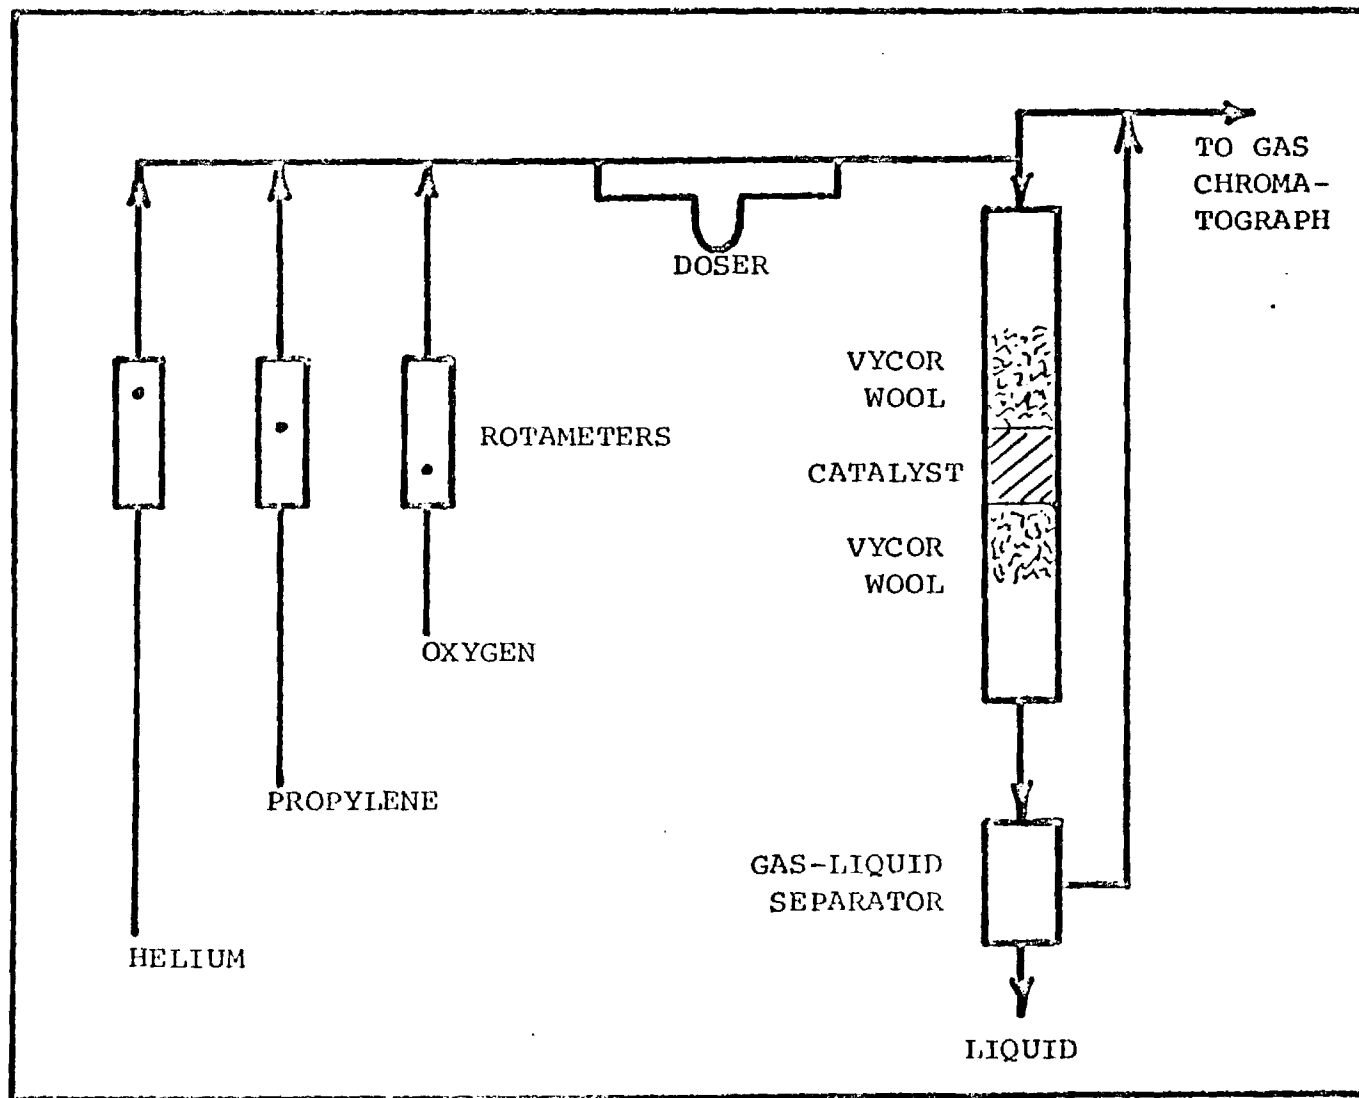 TO GAS
CHROMA-
TOGRAPH
DOSER
VYCOR
WOOL
ROTAMETERS
CATALYST
VYCOR
WOOL
OXYGEN
PROPYLENE
GAS-LIQUID
SEPARATOR
HELIUM
LIQUID